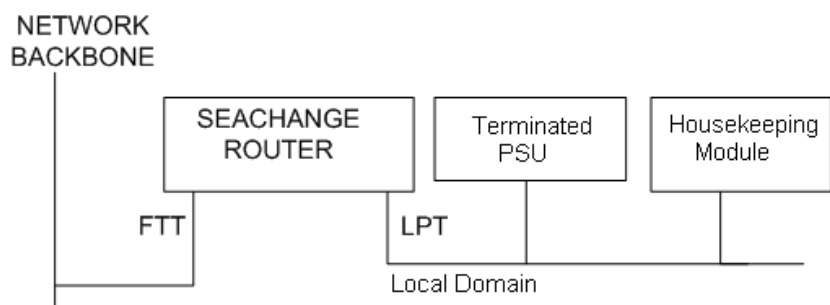 NETWORK
BACKBONE
SEACHANGE
ROUTER
Terminated
PSU
Housekeeping
Module
FTT
LPT
Local Domain